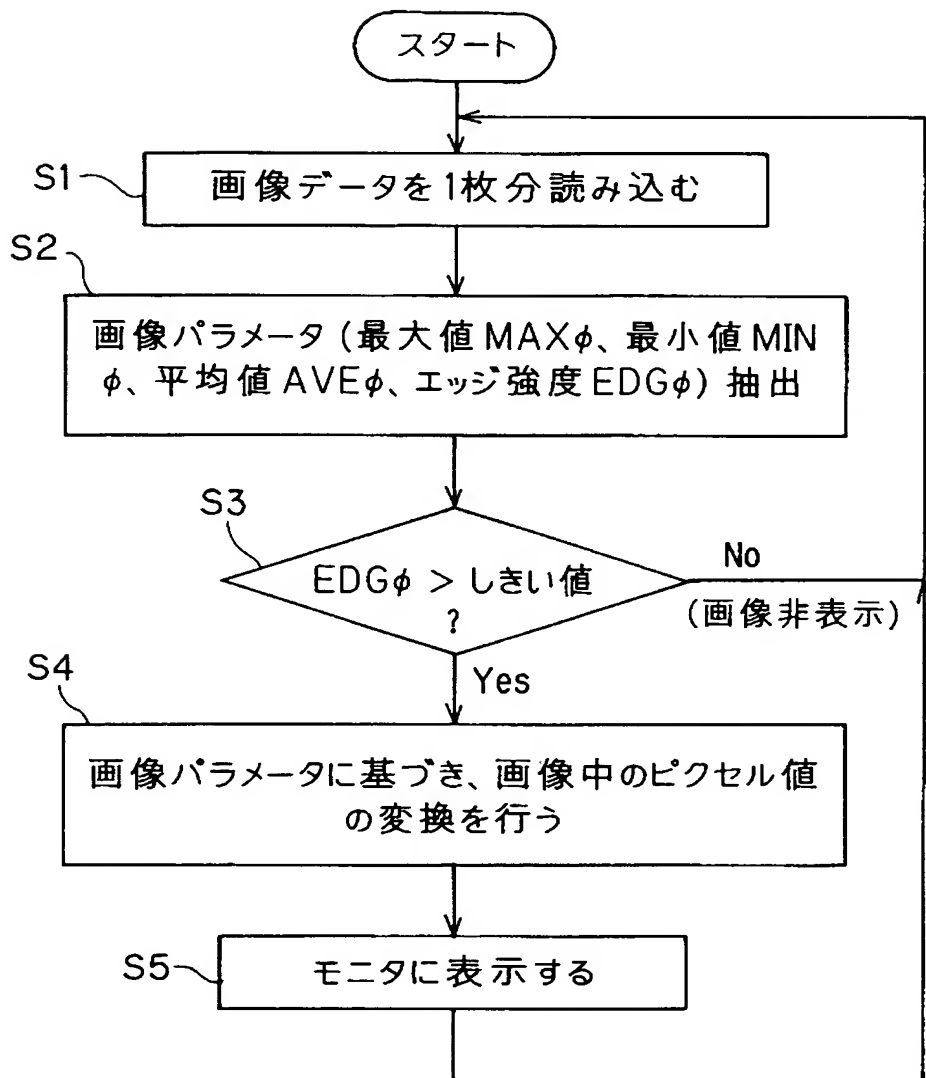 スタート
S1
画像データを1枚分読み込む
S2
画像パラメータ(最大値MAXφ、最小値MIN
φ、平均値AVEφ、エッジ強度EDGφ)抽出
S3
EDGφ > しきい値
?
No
(画像非表示)
Yes
S4
画像パラメータに基づき、画像中のピクセル値
の変換を行う
S5
モニタに表示する